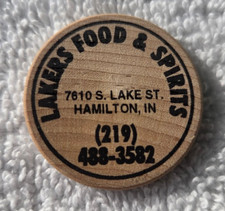 LAKERS FOOD & SPIRITS
7610 S. LAKE ST.
HAMILTON, IN
(219)
488-3582